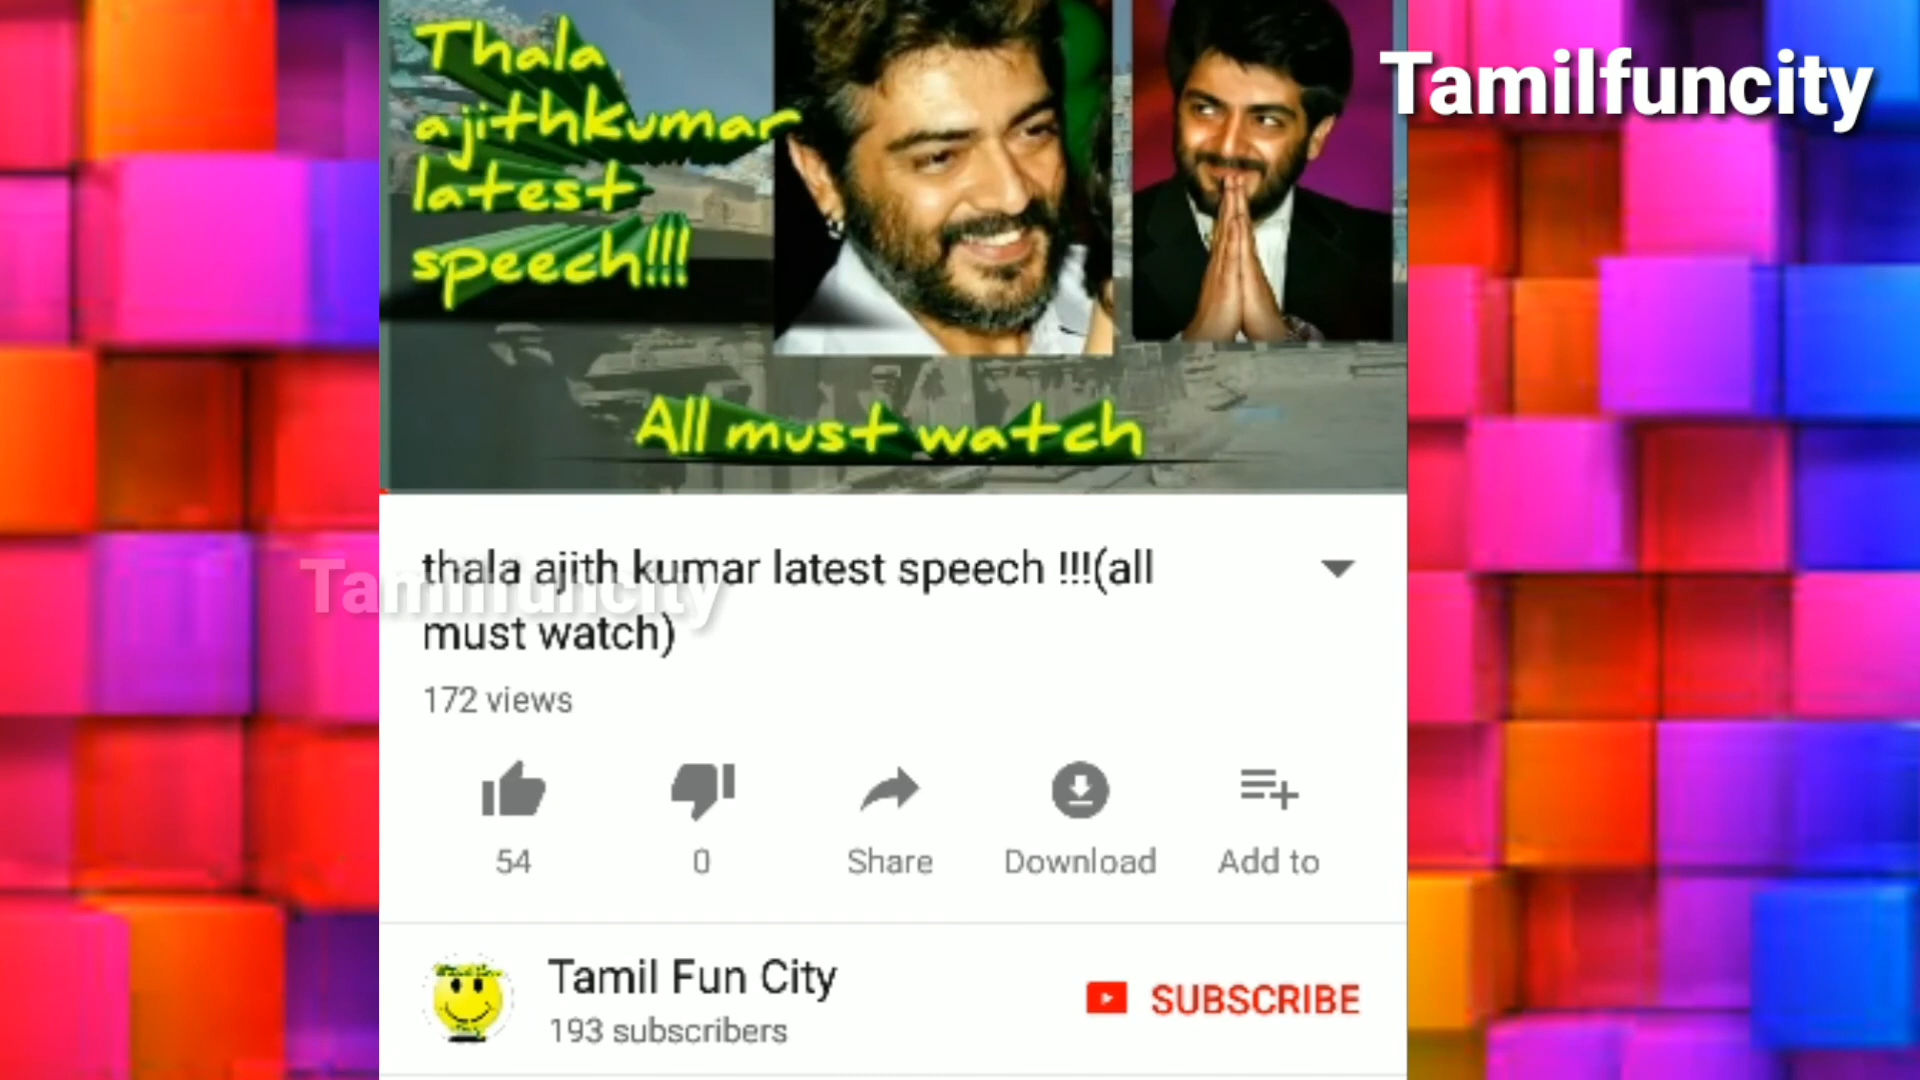 Thala
ajithkumar
latest
speech!!!
All must watch
Tamilfuncity
thala ajith kumar latest speech !!!(all
must watch)
Tamilfuncity
172 views
54
0
Share
Download
Add to
Tamil Fun City
193 subscribers
SUBSCRIBE